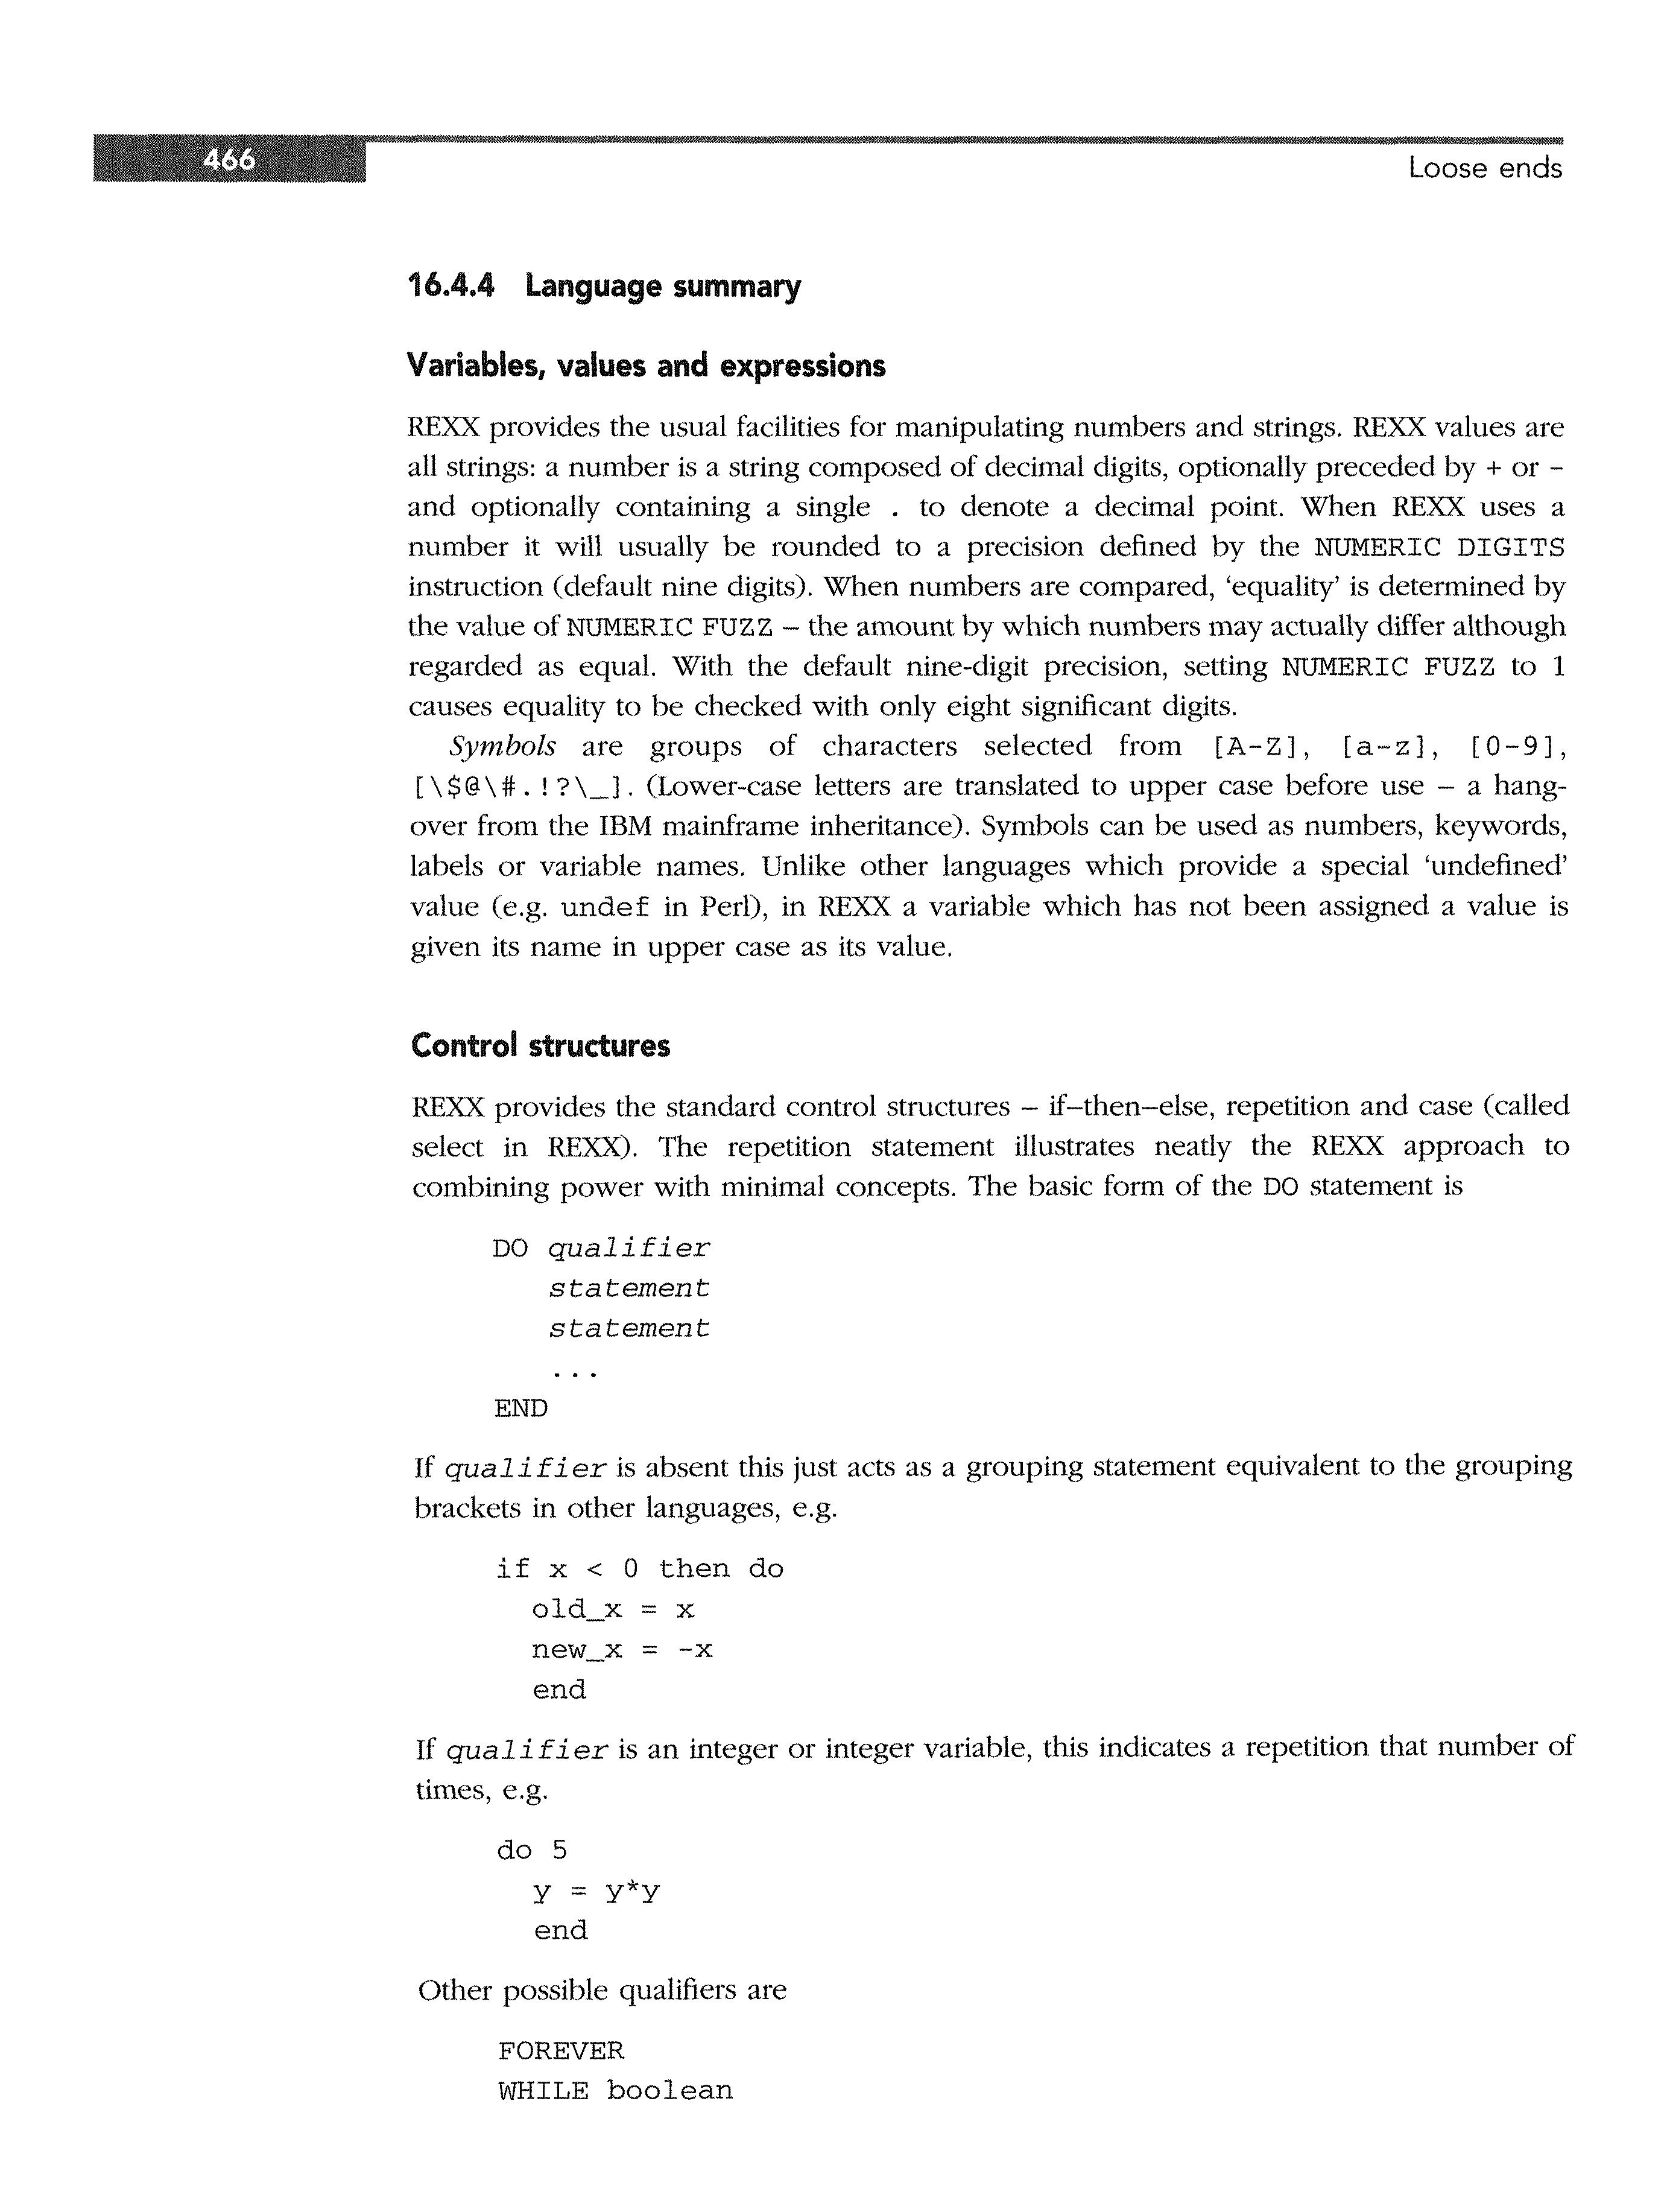 466
Loose ends
16.4.4 Language summary
Variables, values and expressions
REXX provides the usual facilities for manipulating numbers and strings. REXX values are
all strings: a number is a string composed of decimal digits, optionally preceded by + or –
and optionally containing a single . to denote a decimal point. When REXX uses a
number it will usually be rounded to a precision defined by the NUMERIC DIGITS
instruction (default nine digits). When numbers are compared, ‘equality’ is determined by
the value of NUMERIC FUZZ – the amount by which numbers may actually differ although
regarded as equal. With the default nine-digit precision, setting NUMERIC FUZZ to 1
causes equality to be checked with only eight significant digits.
Symbols are groups of characters selected from [A-Z], [a-z], [0-9],
[\$@\#.!?\_]. (Lower-case letters are translated to upper case before use – a hang-
over from the IBM mainframe inheritance). Symbols can be used as numbers, keywords,
labels or variable names. Unlike other languages which provide a special ‘undefined’
value (e.g. undef in Perl), in REXX a variable which has not been assigned a value is
given its name in upper case as its value.
Control structures
REXX provides the standard control structures – if–then–else, repetition and case (called
select in REXX). The repetition statement illustrates neatly the REXX approach to
combining power with minimal concepts. The basic form of the DO statement is
DO qualifier
statement
statement
...
END
If qualifier is absent this just acts as a grouping statement equivalent to the grouping
brackets in other languages, e.g.
if x < 0 then do
old_x = x
new_x = -x
end
If qualifier is an integer or integer variable, this indicates a repetition that number of
times, e.g.
do 5
y = y*y
end
Other possible qualifiers are
FOREVER
WHILE boolean